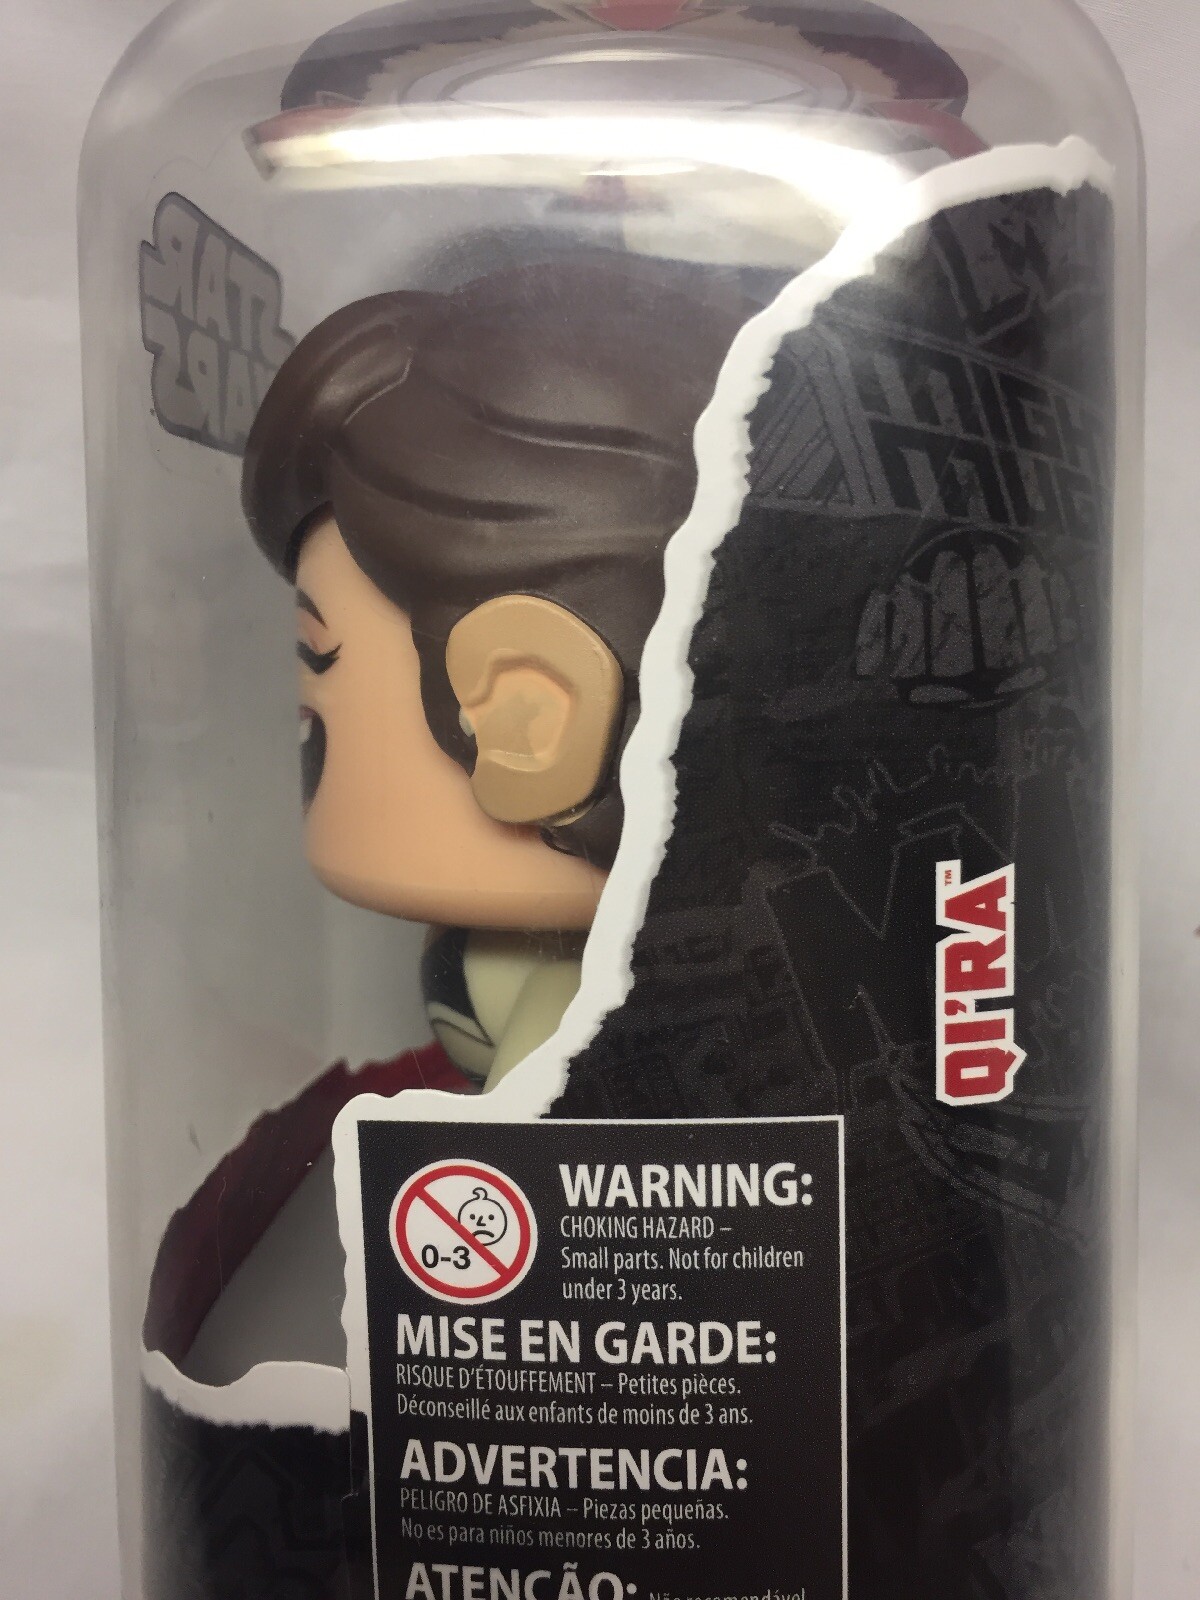 STAR
WARS
QI'RA™
0-3
WARNING:
CHOKING HAZARD –
Small parts. Not for children
under 3 years.
MISE EN GARDE:
RISQUE D'ÉTOUFFEMENT – Petites pièces.
Déconseillé aux enfants de moins de 3 ans.
ADVERTENCIA:
PELIGRO DE ASFIXIA – Piezas pequeñas.
No es para niños menores de 3 años.
ATENÇÃO: Não recomendável